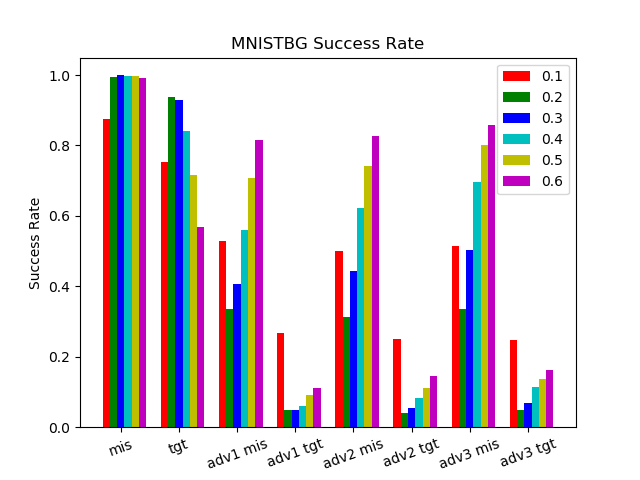 MNISTBG Success Rate
Success Rate
1.0
0.8
0.6
0.4
0.2
0.0
0.1
0.2
0.3
0.4
0.5
0.6
mis
tgt
adv1 mis
adv1 tgt
adv2 mis
adv2 tgt
adv3 mis
adv3 tgt